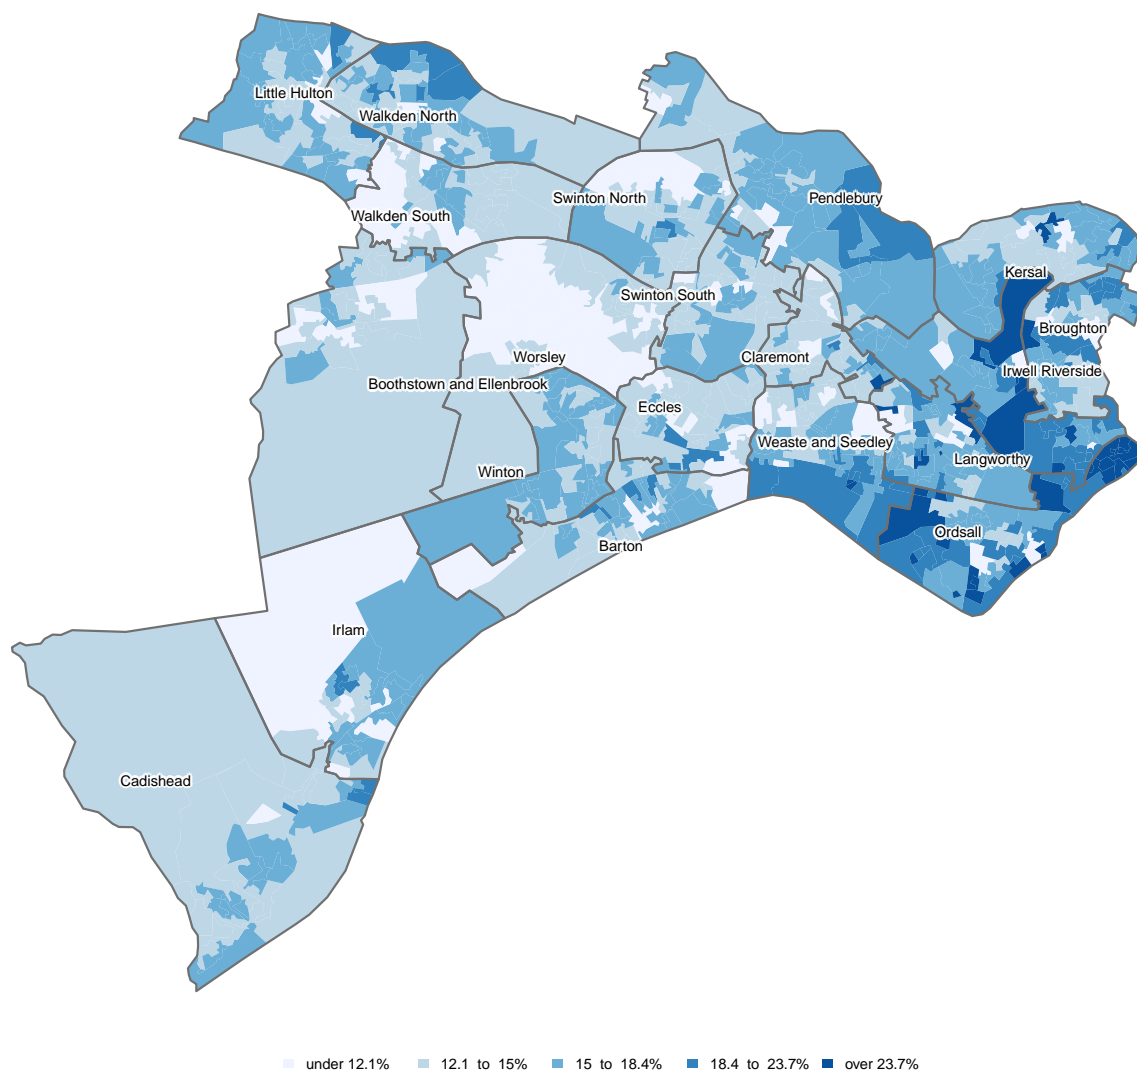 Little Hulton
Walkden North
Swinton North
Pendlebury
Walkden South
Kersal
Swinton South
Broughton
Worsley
Claremont
Irwell Riverside
Boothstown and Ellenbrook
Eccles
Weaste and Seedley
Langworthy
Winton
Ordsall
Barton
Irlam
Cadishead
under 12.1% 12.1 to 15% 15 to 18.4% 18.4 to 23.7% over 23.7%